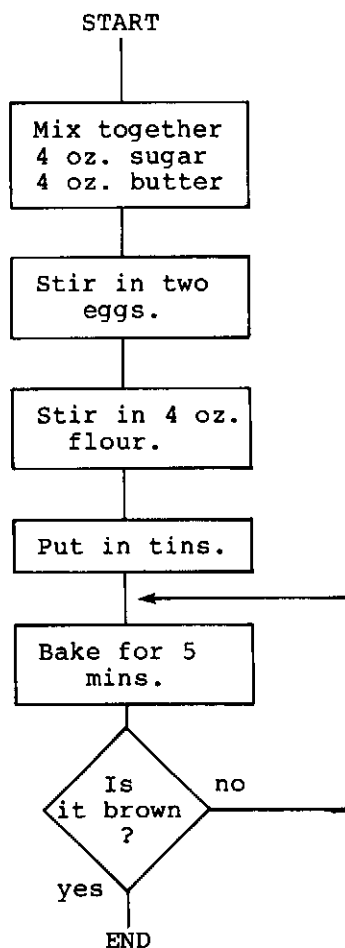 START
Mix together
4 oz. sugar
4 oz. butter
Stir in two
eggs.
Stir in 4 oz.
flour.
Put in tins.
Bake for 5
mins.
Is
it brown
?
no
yes
END